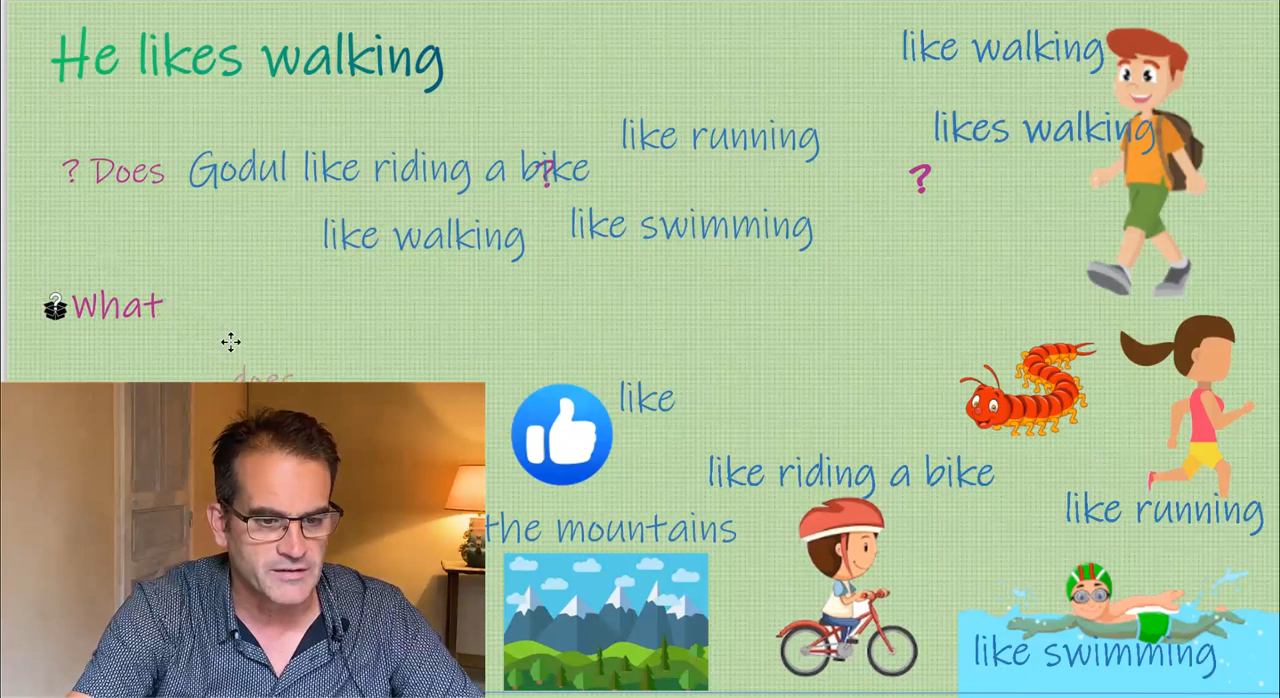 He likes walking
like walking
likes walking
like running
? Does Godul like riding a bike ?
?
like walking
like swimming
What
does
like
like riding a bike
like running
the mountains
like swimming